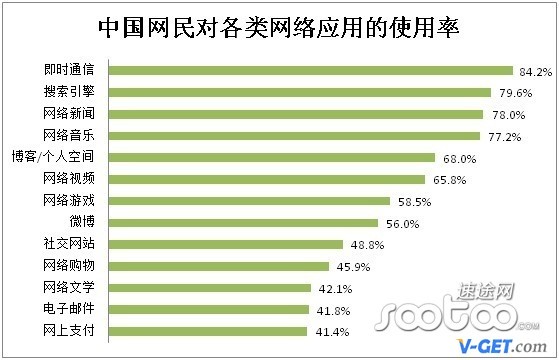 中国网民对各类网络应用的使用率
即时通信 84.2%
搜索引擎 79.6%
网络新闻 78.0%
网络音乐 77.2%
博客/个人空间 68.0%
网络视频 65.8%
网络游戏 58.5%
微博 56.0%
社交网站 48.8%
网络购物 45.9%
网络文学 42.1%
电子邮件 41.8%
网上支付 41.4%
速途网
sootoo
.com
V-GET.com